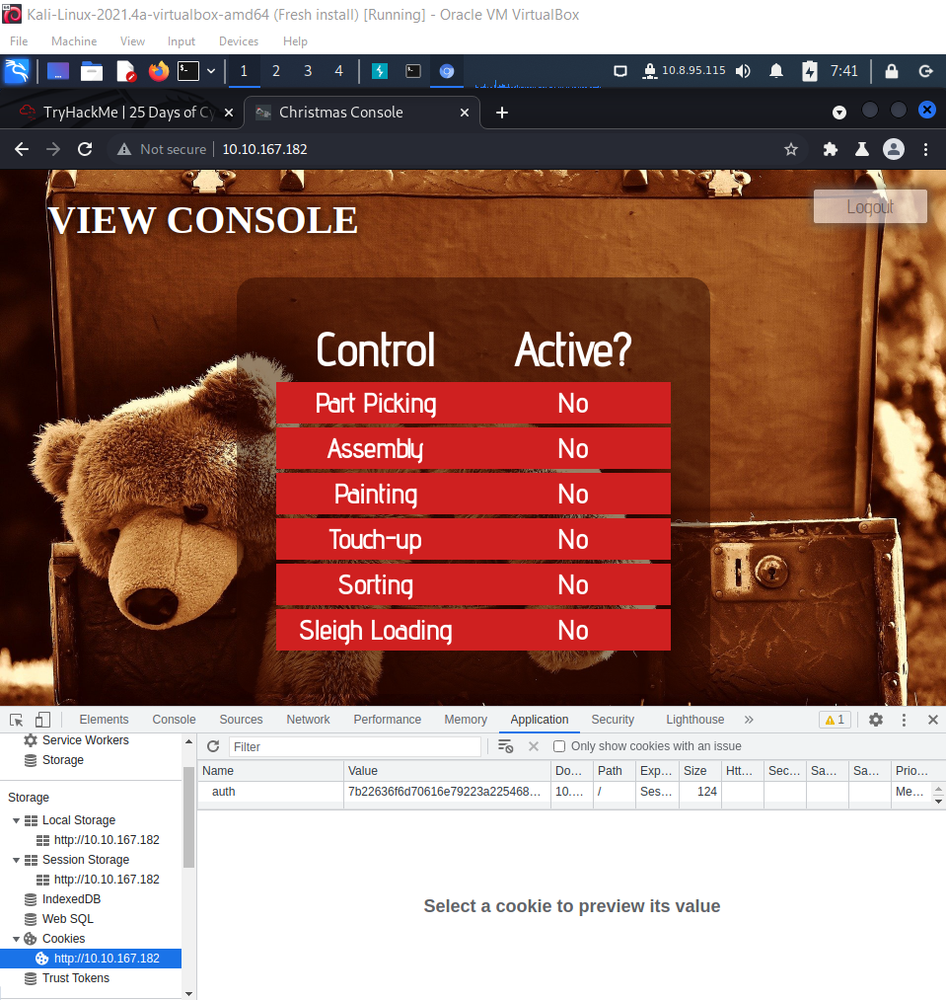 Kali-Linux-2021.4a-virtualbox-amd64 (Fresh install) [Running] - Oracle VM VirtualBox
File Machine View Input Devices Help
1 2 3 4 10.8.95.115 7:41
TryHackMe | 25 Days of Cy Christmas Console
Not secure 10.10.167.182
VIEW CONSOLE
Logout
Control Active?
Part Picking No
Assembly No
Painting No
Touch-up No
Sorting No
Sleigh Loading No
Elements Console Sources Network Performance Memory Application Security Lighthouse 1
Service Workers
Storage
Filter
Only show cookies with an issue
Name Value Do... Path Exp... Size Htt... Sec... Sa... Sa... Prio...
auth 7b22636f6d70616e79223a225468... 10.... / Ses... 124 Me...
Storage
Local Storage
http://10.10.167.182
Session Storage
http://10.10.167.182
IndexedDB
Web SQL
Cookies
http://10.10.167.182
Trust Tokens
Select a cookie to preview its value